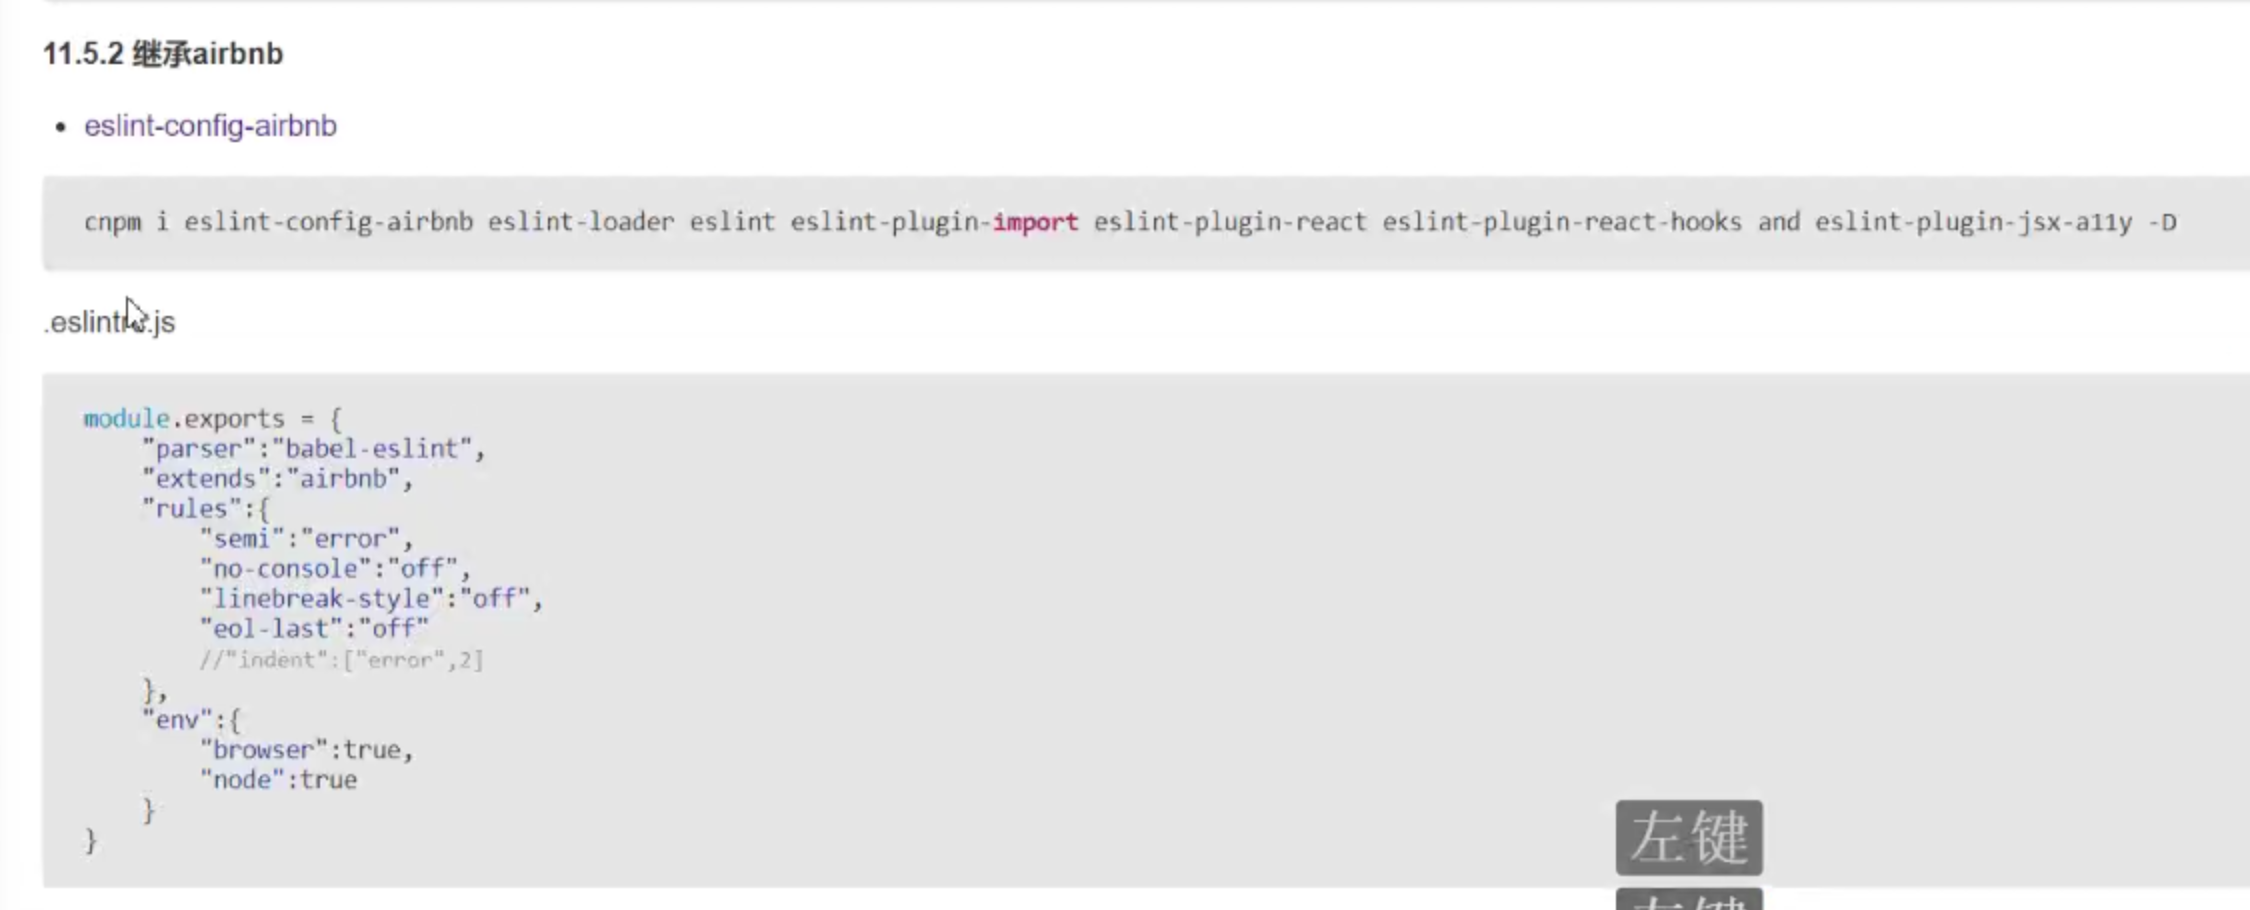 11.5.2 继承airbnb
• eslint-config-airbnb
cnpm i eslint-config-airbnb eslint-loader eslint eslint-plugin-import eslint-plugin-react eslint-plugin-react-hooks and eslint-plugin-jsx-a11y -D
.eslintrc.js
module.exports = {
    "parser":"babel-eslint",
    "extends":"airbnb",
    "rules":{
        "semi":"error",
        "no-console":"off",
        "linebreak-style":"off",
        "eol-last":"off"
        //"indent":["error",2]
    },
    "env":{
        "browser":true,
        "node":true
    }
}
左键